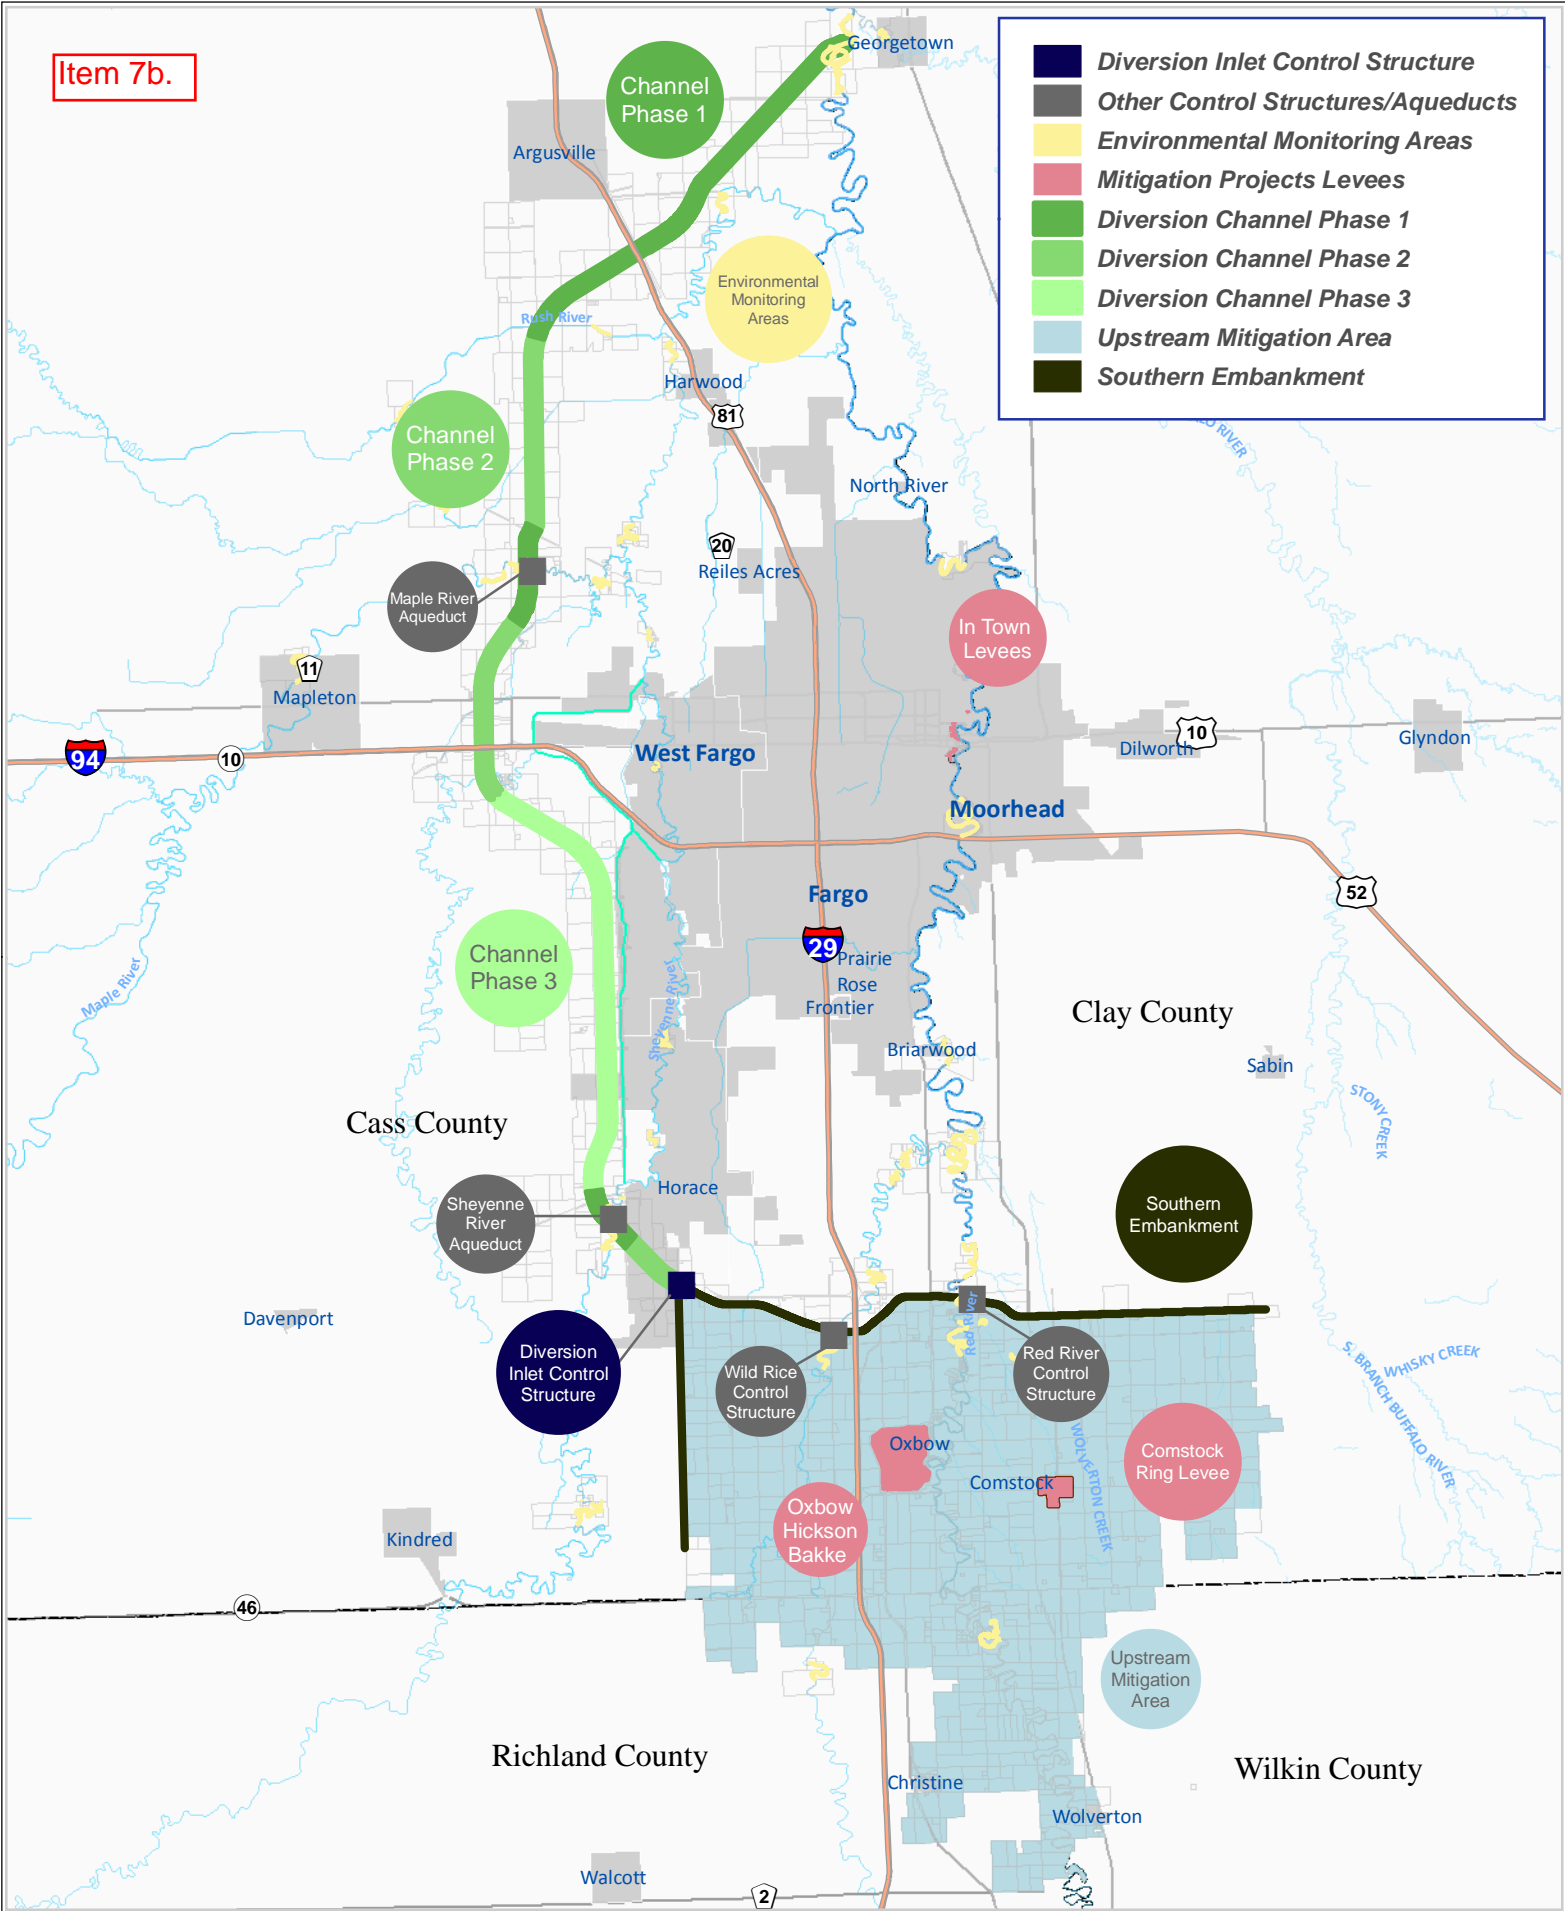 Item 7b.
Georgetown
Diversion Inlet Control Structure
Other Control Structures/Aqueducts
Environmental Monitoring Areas
Mitigation Projects Levees
Diversion Channel Phase 1
Diversion Channel Phase 2
Diversion Channel Phase 3
Upstream Mitigation Area
Southern Embankment
Channel
Phase 1
Argusville
Environmental
Monitoring
Areas
Rush River
Harwood
81
Channel
Phase 2
RIVER
North River
20
Reiles Acres
Maple River
Aqueduct
In Town
Levees
11
Mapleton
94
10
West Fargo
10
Dilworth
Glyndon
Moorhead
Fargo
52
29
Prairie
Rose
Frontier
Channel
Phase 3
Maple River
Sheyenne River
Clay County
Briarwood
Sabin
STONY CREEK
Cass County
Horace
Sheyenne
River
Aqueduct
Southern
Embankment
Davenport
Diversion
Inlet Control
Structure
Wild Rice
Control
Structure
Red River
Red River
Control
Structure
WHISKY CREEK
S. BRANCH BUFFALO RIVER
Oxbow
Comstock
WOLVERTON CREEK
Comstock
Ring Levee
Oxbow
Hickson
Bakke
Kindred
46
Upstream
Mitigation
Area
Richland County
Wilkin County
Christine
Wolverton
Walcott
2